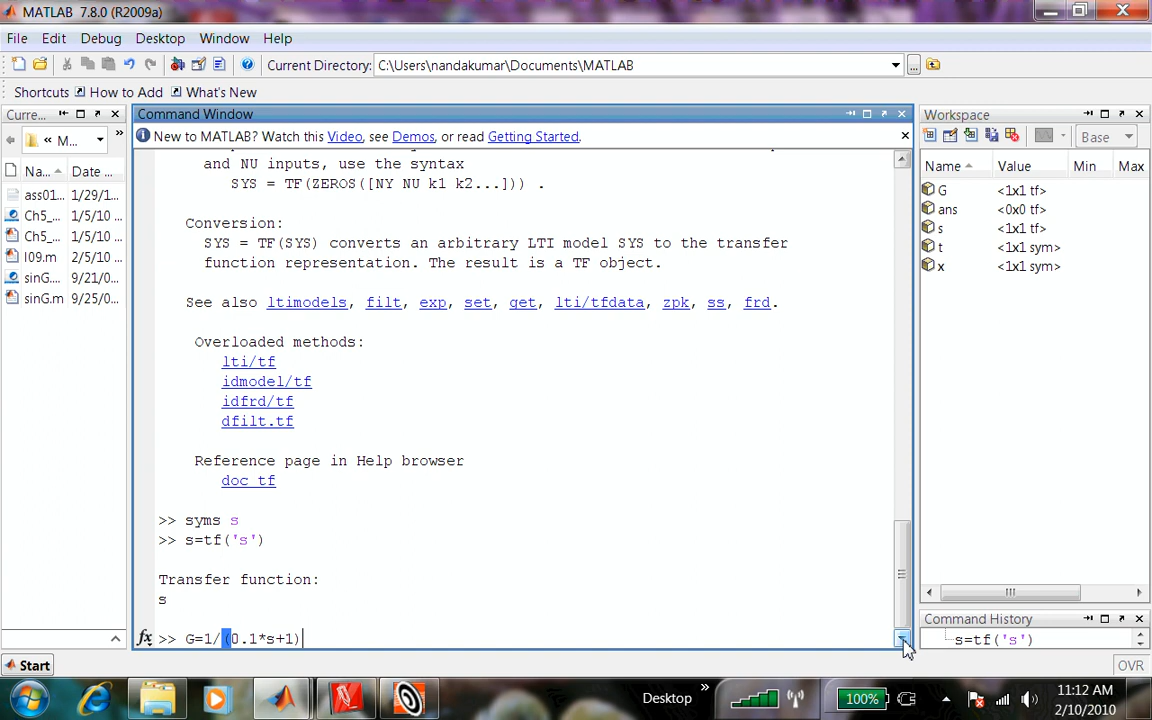 MATLAB 7.8.0 (R2009a)
File Edit Debug Desktop Window Help
Current Directory: C:\Users\nandakumar\Documents\MATLAB ...
Shortcuts How to Add What's New
Curre...
« M... »
Na... Date ...
ass01... 1/29/1...
Ch5_... 1/5/10 ...
Ch5_... 1/5/10 ...
l09.m 2/5/10 ...
sinG.... 9/21/0...
sinG.m 9/25/0...
Command Window
New to MATLAB? Watch this Video, see Demos, or read Getting Started.
and NU inputs, use the syntax
SYS = TF(ZEROS([NY NU k1 k2...])) .
Conversion:
SYS = TF(SYS) converts an arbitrary LTI model SYS to the transfer
function representation. The result is a TF object.
See also ltimodels, filt, exp, set, get, lti/tfdata, zpk, ss, frd.
Overloaded methods:
lti/tf
idmodel/tf
idfrd/tf
dfilt.tf
Reference page in Help browser
doc tf
>> syms s
>> s=tf('s')
Transfer function:
s
fx >> G=1/(0.1*s+1)
Workspace
Base
Name Value Min Max
G <1x1 tf>
ans <0x0 tf>
s <1x1 tf>
t <1x1 sym>
x <1x1 sym>
Command History
s=tf('s')
Start OVR
Desktop » 100% 11:12 AM
2/10/2010